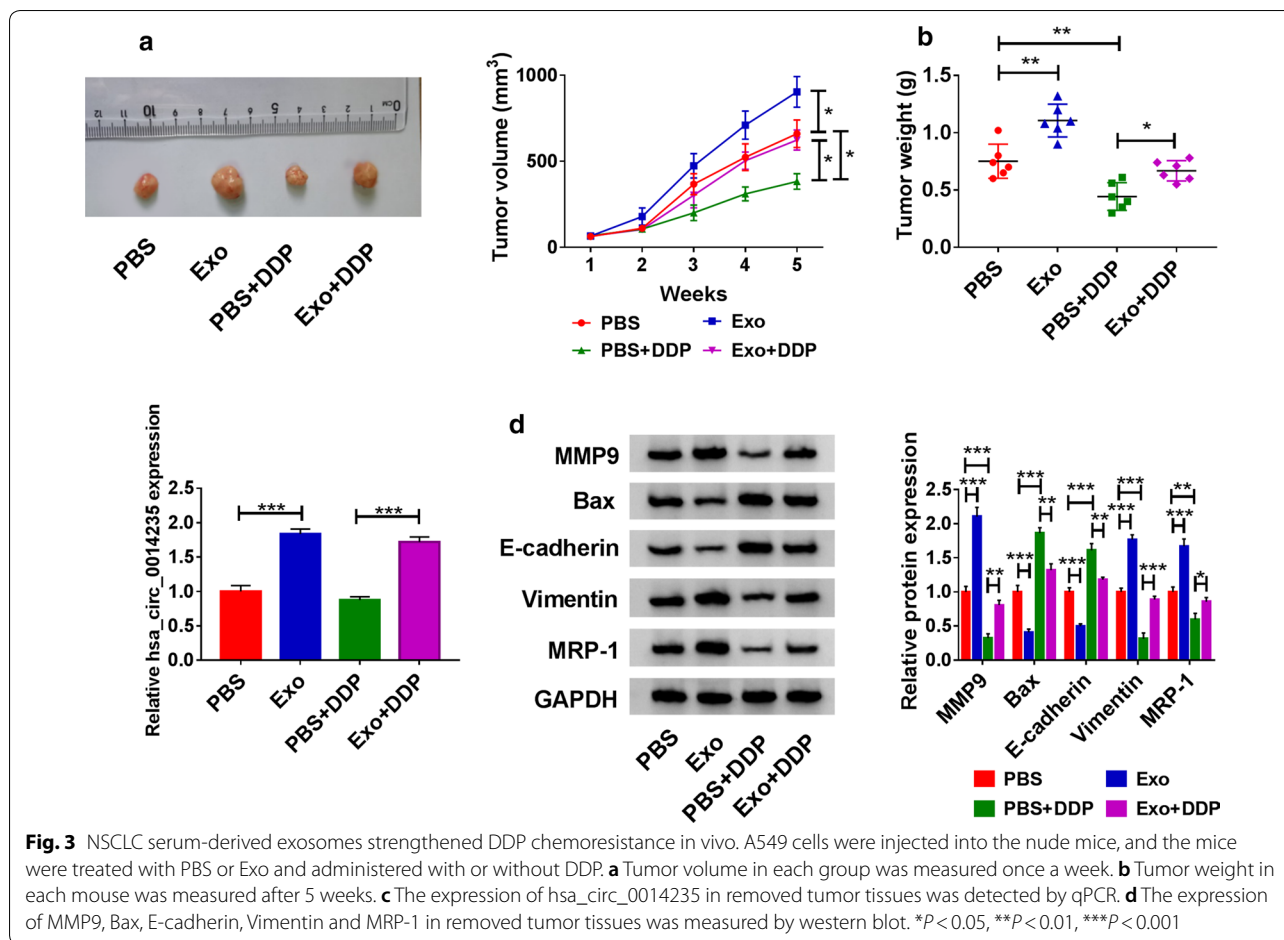 a
12 11 10 9 8 7 6 5 4 3 2 1 0 CM
PBS
Exo
PBS+DDP
Exo+DDP
Tumor volume (mm3)
1000
500
0
*
*
*
1 2 3 4 5
Weeks
PBS Exo
PBS+DDP Exo+DDP
b
Tumor weight (g)
1.5
1.0
0.5
0.0
**
**
*
PBS
Exo
PBS+DDP
Exo+DDP
Relative hsa_circ_0014235 expression
2.5
2.0
1.5
1.0
0.5
0.0
*** ***
PBS
Exo
PBS+DDP
Exo+DDP
d
MMP9
Bax
E-cadherin
Vimentin
MRP-1
GAPDH
PBS
Exo
PBS+DDP
Exo+DDP
Relative protein expression
2.5
2.0
1.5
1.0
0.5
0.0
*** *** **
*** *** **
*** *** **
*** *** ***
** *** *
MMP9
Bax
E-cadherin
Vimentin
MRP-1
PBS Exo
PBS+DDP Exo+DDP
Fig. 3 NSCLC serum-derived exosomes strengthened DDP chemoresistance in vivo. A549 cells were injected into the nude mice, and the mice
were treated with PBS or Exo and administered with or without DDP. a Tumor volume in each group was measured once a week. b Tumor weight in
each mouse was measured after 5 weeks. c The expression of hsa_circ_0014235 in removed tumor tissues was detected by qPCR. d The expression
of MMP9, Bax, E-cadherin, Vimentin and MRP-1 in removed tumor tissues was measured by western blot. *P < 0.05, **P < 0.01, ***P < 0.001